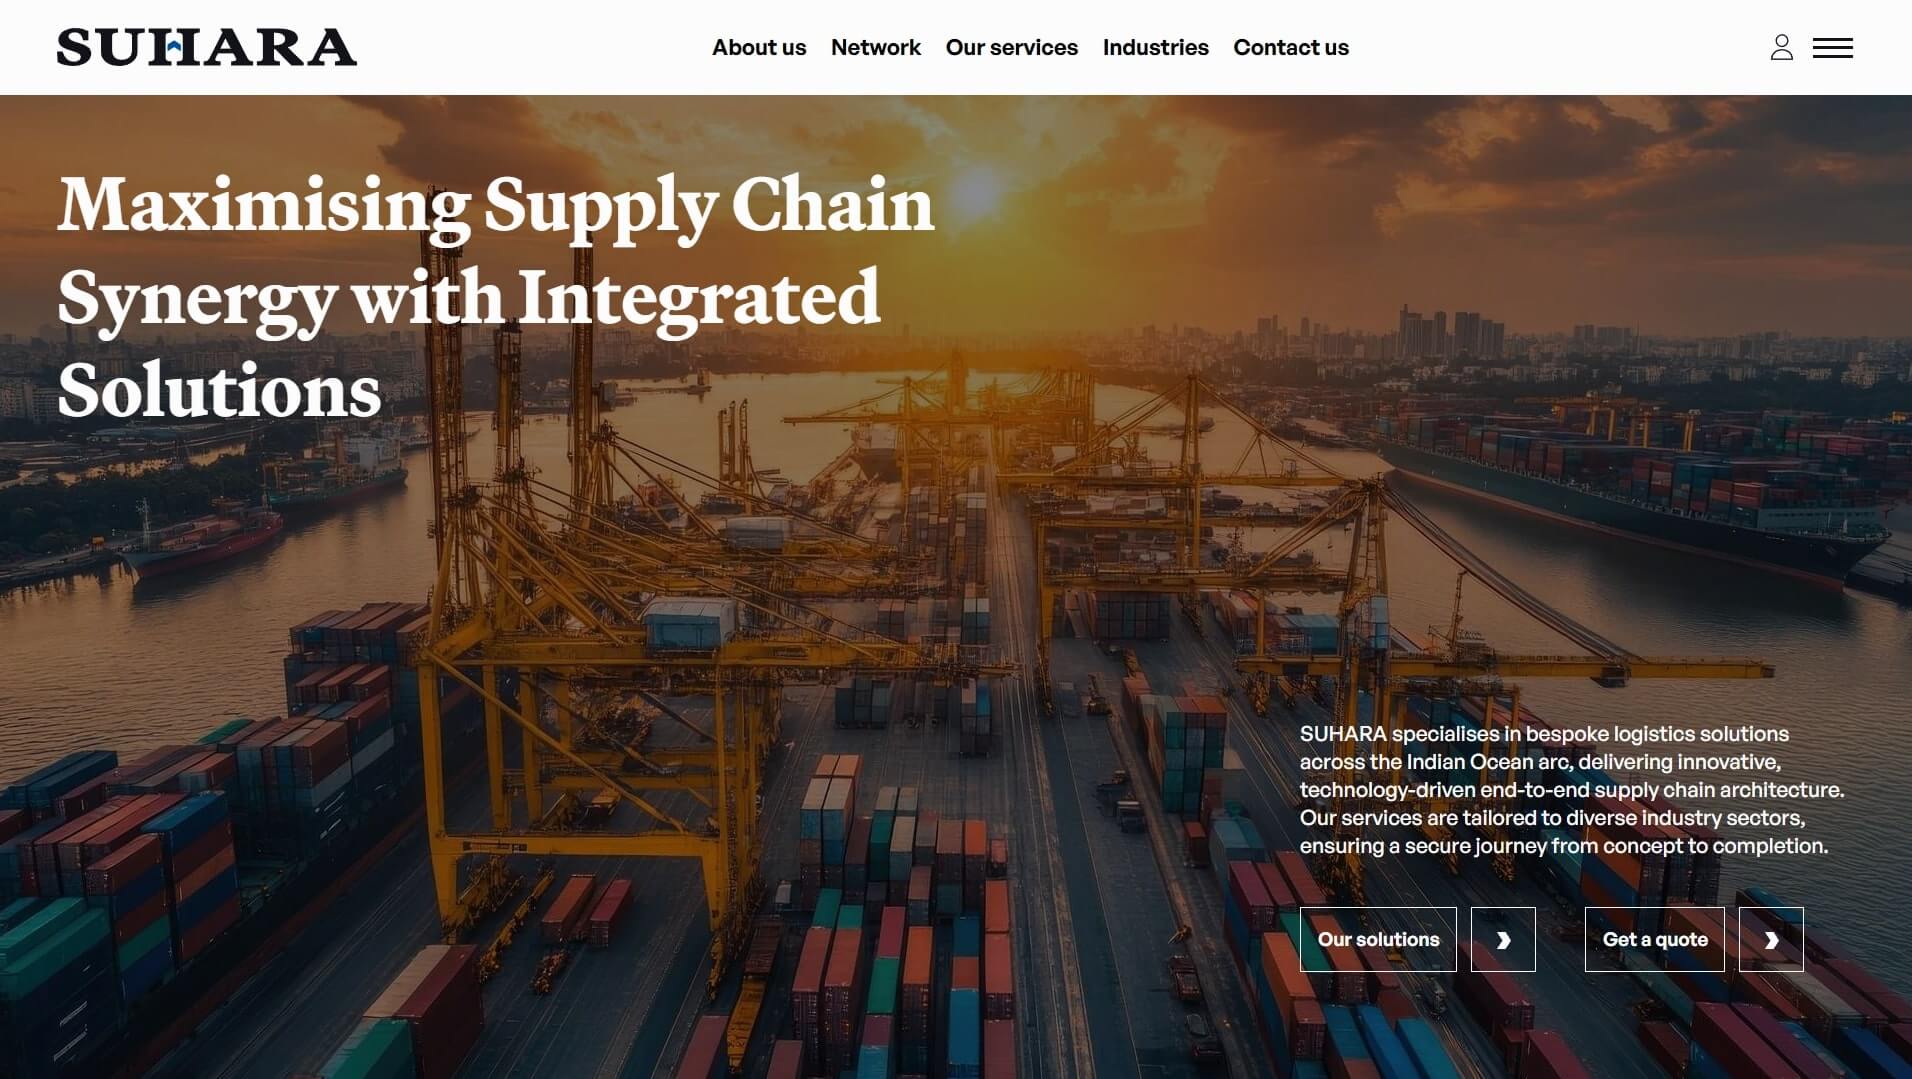 SUHARA
About us
Network
Our services
Industries
Contact us
Maximising Supply Chain
Synergy with Integrated
Solutions
SUHARA specialises in bespoke logistics solutions
across the Indian Ocean arc, delivering innovative,
technology-driven end-to-end supply chain architecture.
Our services are tailored to diverse industry sectors,
ensuring a secure journey from concept to completion.
Our solutions
Get a quote